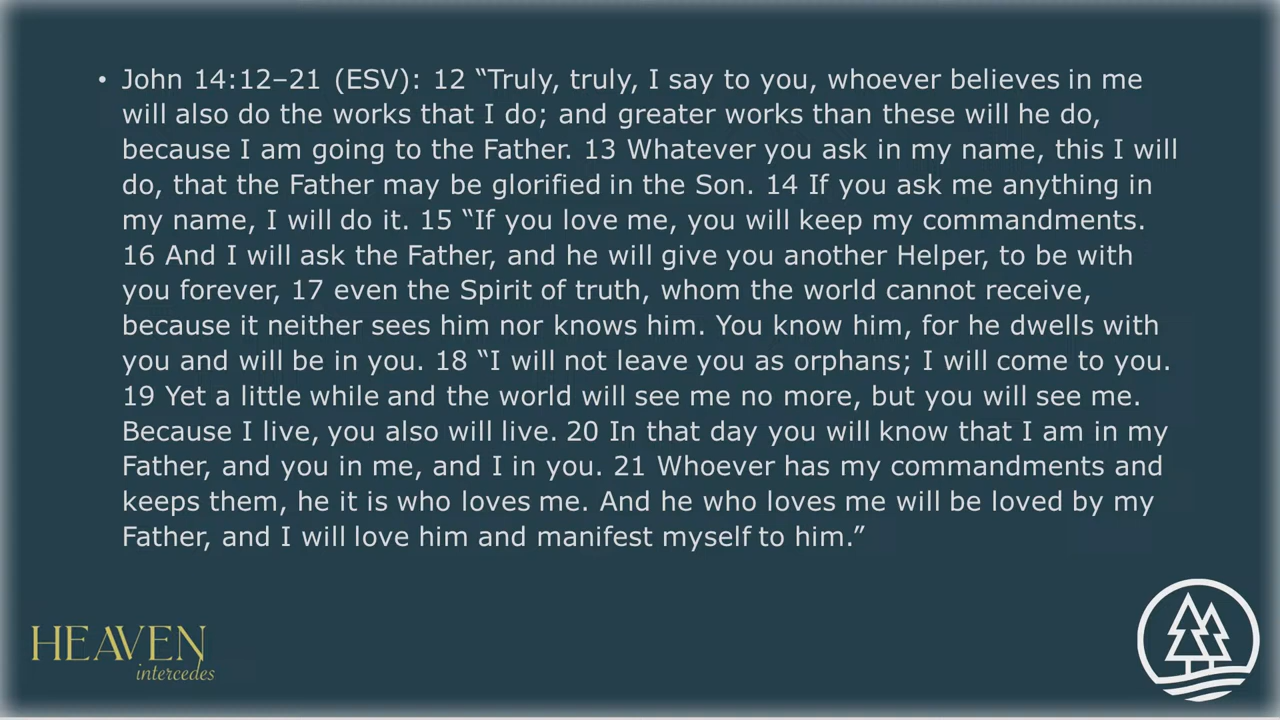 • John 14:12–21 (ESV): 12 “Truly, truly, I say to you, whoever believes in me
will also do the works that I do; and greater works than these will he do,
because I am going to the Father. 13 Whatever you ask in my name, this I will
do, that the Father may be glorified in the Son. 14 If you ask me anything in
my name, I will do it. 15 “If you love me, you will keep my commandments.
16 And I will ask the Father, and he will give you another Helper, to be with
you forever, 17 even the Spirit of truth, whom the world cannot receive,
because it neither sees him nor knows him. You know him, for he dwells with
you and will be in you. 18 “I will not leave you as orphans; I will come to you.
19 Yet a little while and the world will see me no more, but you will see me.
Because I live, you also will live. 20 In that day you will know that I am in my
Father, and you in me, and I in you. 21 Whoever has my commandments and
keeps them, he it is who loves me. And he who loves me will be loved by my
Father, and I will love him and manifest myself to him.”
HEAVEN
intercedes